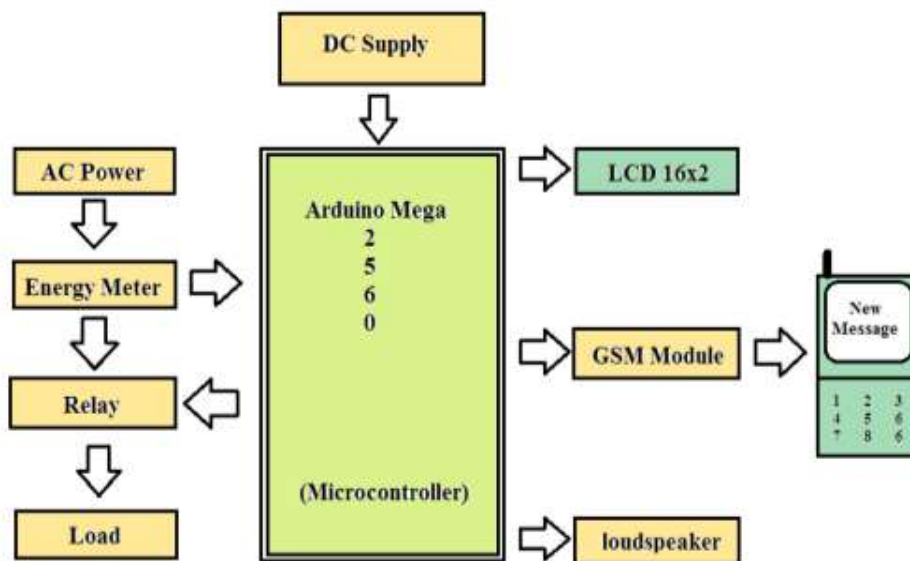 DC Supply
AC Power
Energy Meter
Relay
Load
Arduino Mega
2
5
6
0
(Microcontroller)
LCD 16x2
GSM Module
loudspeaker
New
Message
1 2 3
4 5 6
7 8 6